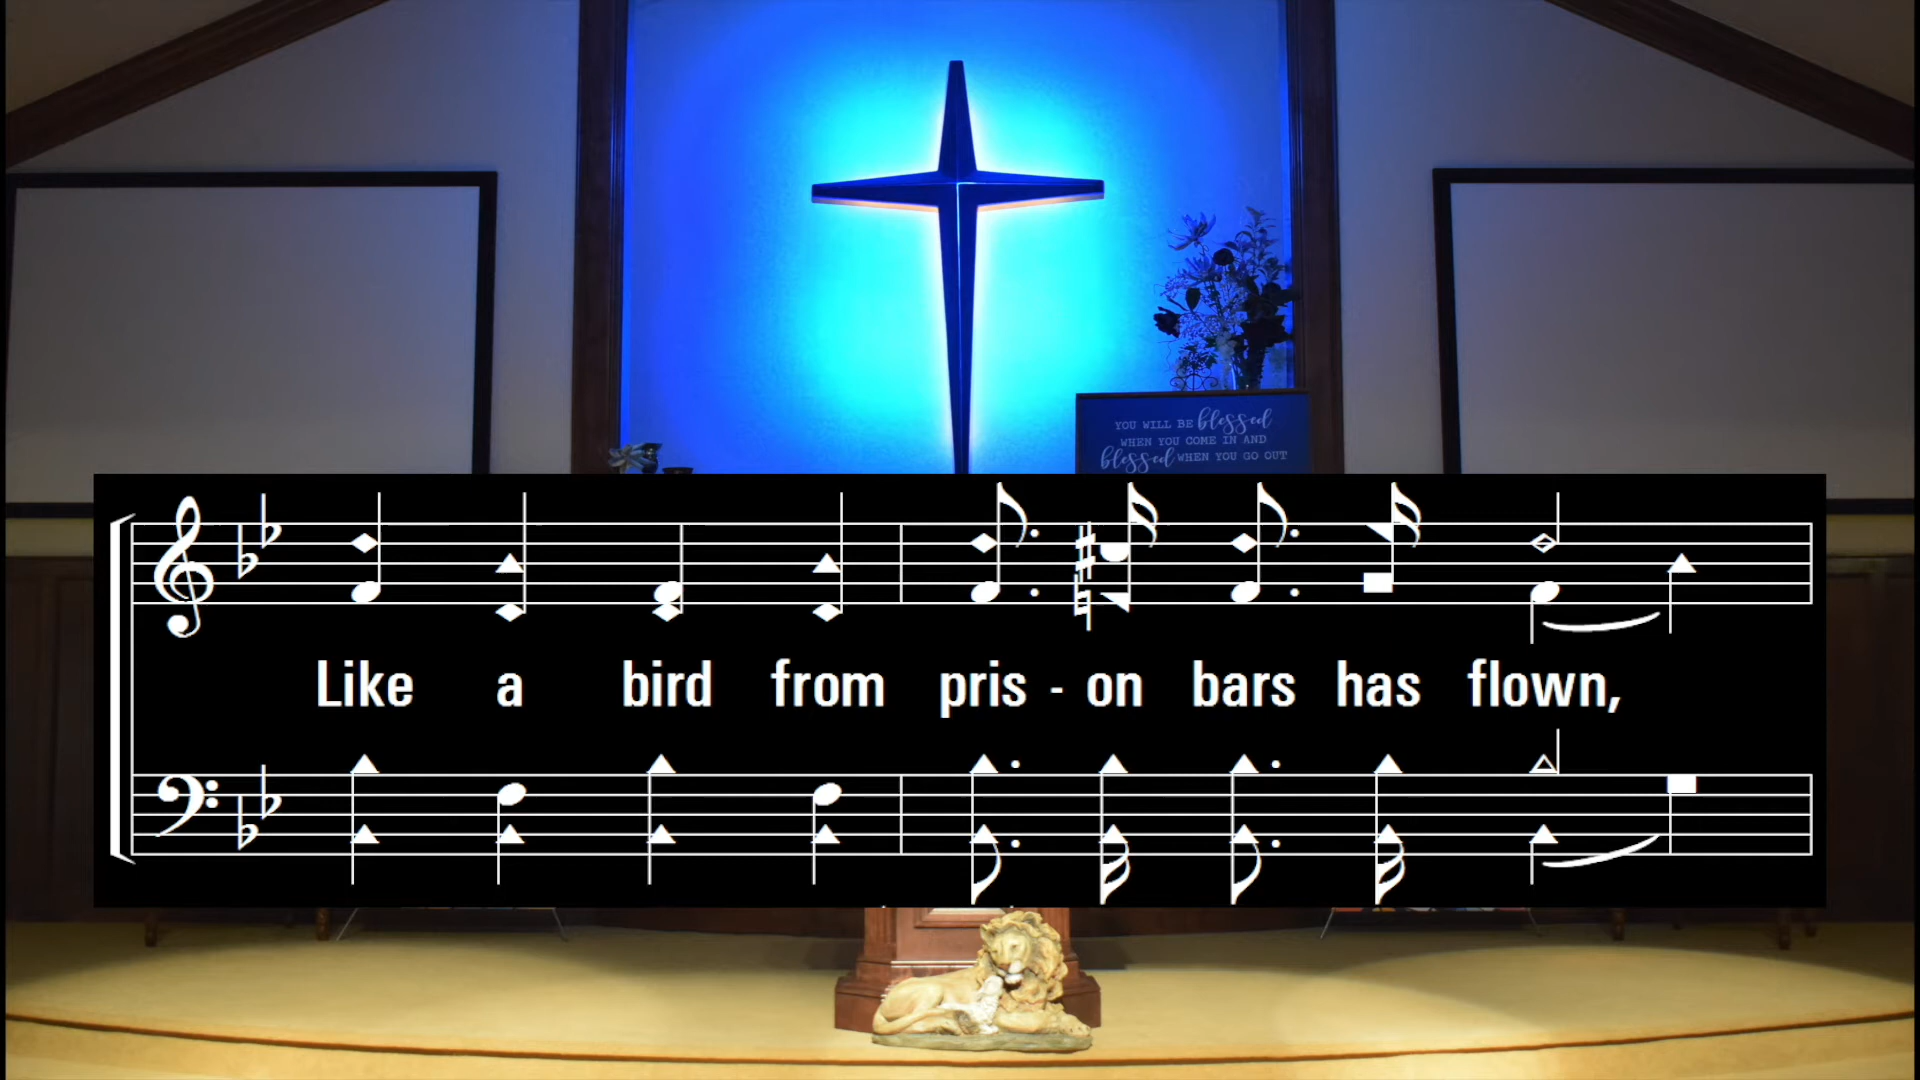 YOU WILL BE blessed
WHEN YOU COME IN AND
blessed WHEN YOU GO OUT
Like a bird from pris - on bars has flown,